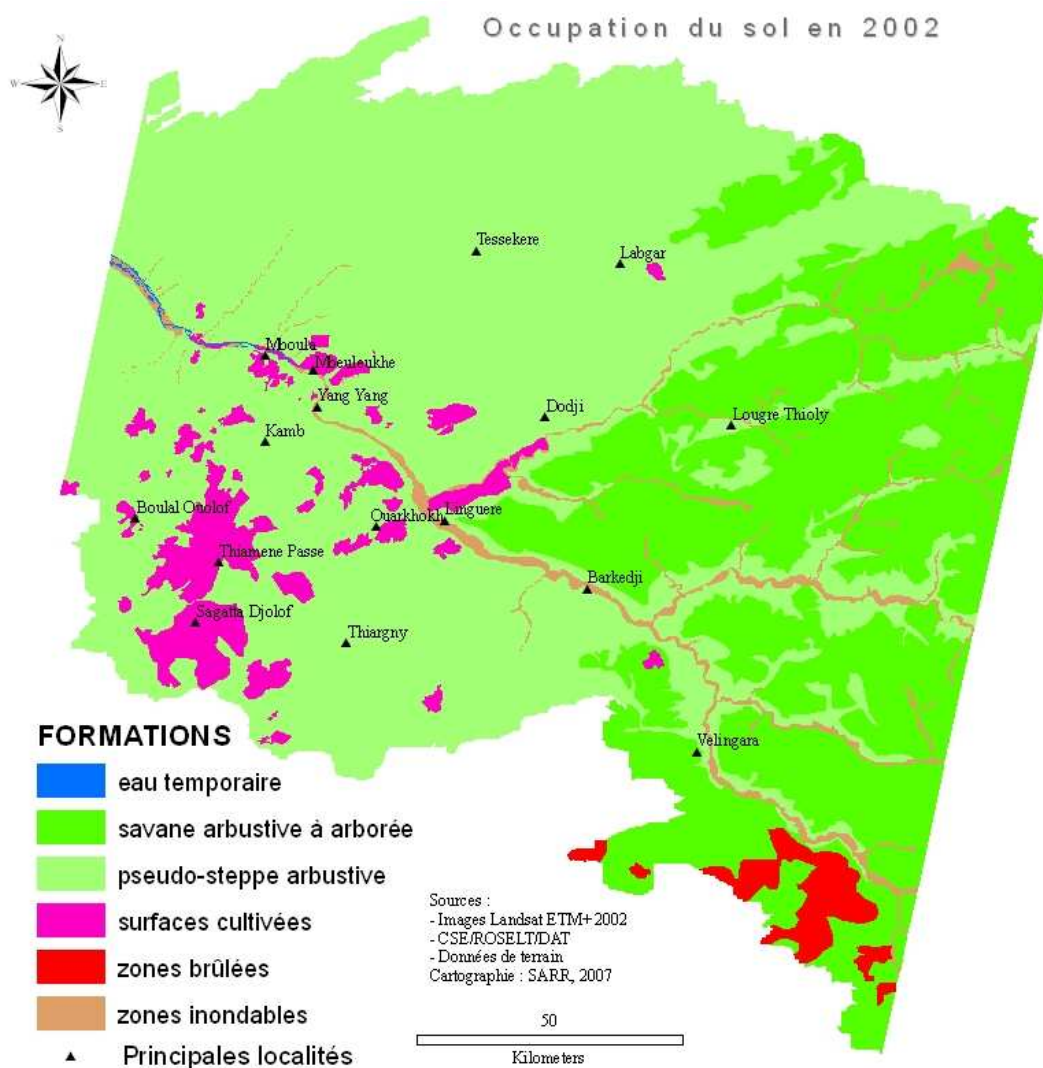 Occupation du sol en 2002
N
W
E
S
Tessekere
Labgar
Mboula
Mbeuleukhe
Yang Yang
Dodji
Lougre Thioly
Kamb
Boulal Ouolof
Ouarkhokh
Linguere
Thiamene Passe
Barkedji
Sagatta Djolof
Thiargny
Velingara
FORMATIONS
eau temporaire
savane arbustive à arborée
pseudo-steppe arbustive
surfaces cultivées
zones brûlées
zones inondables
Principales localités
Sources :
- Images Landsat ETM+ 2002
- CSE/ROSELT/DAT
- Données de terrain
Cartographie : SARR, 2007
50
Kilometers